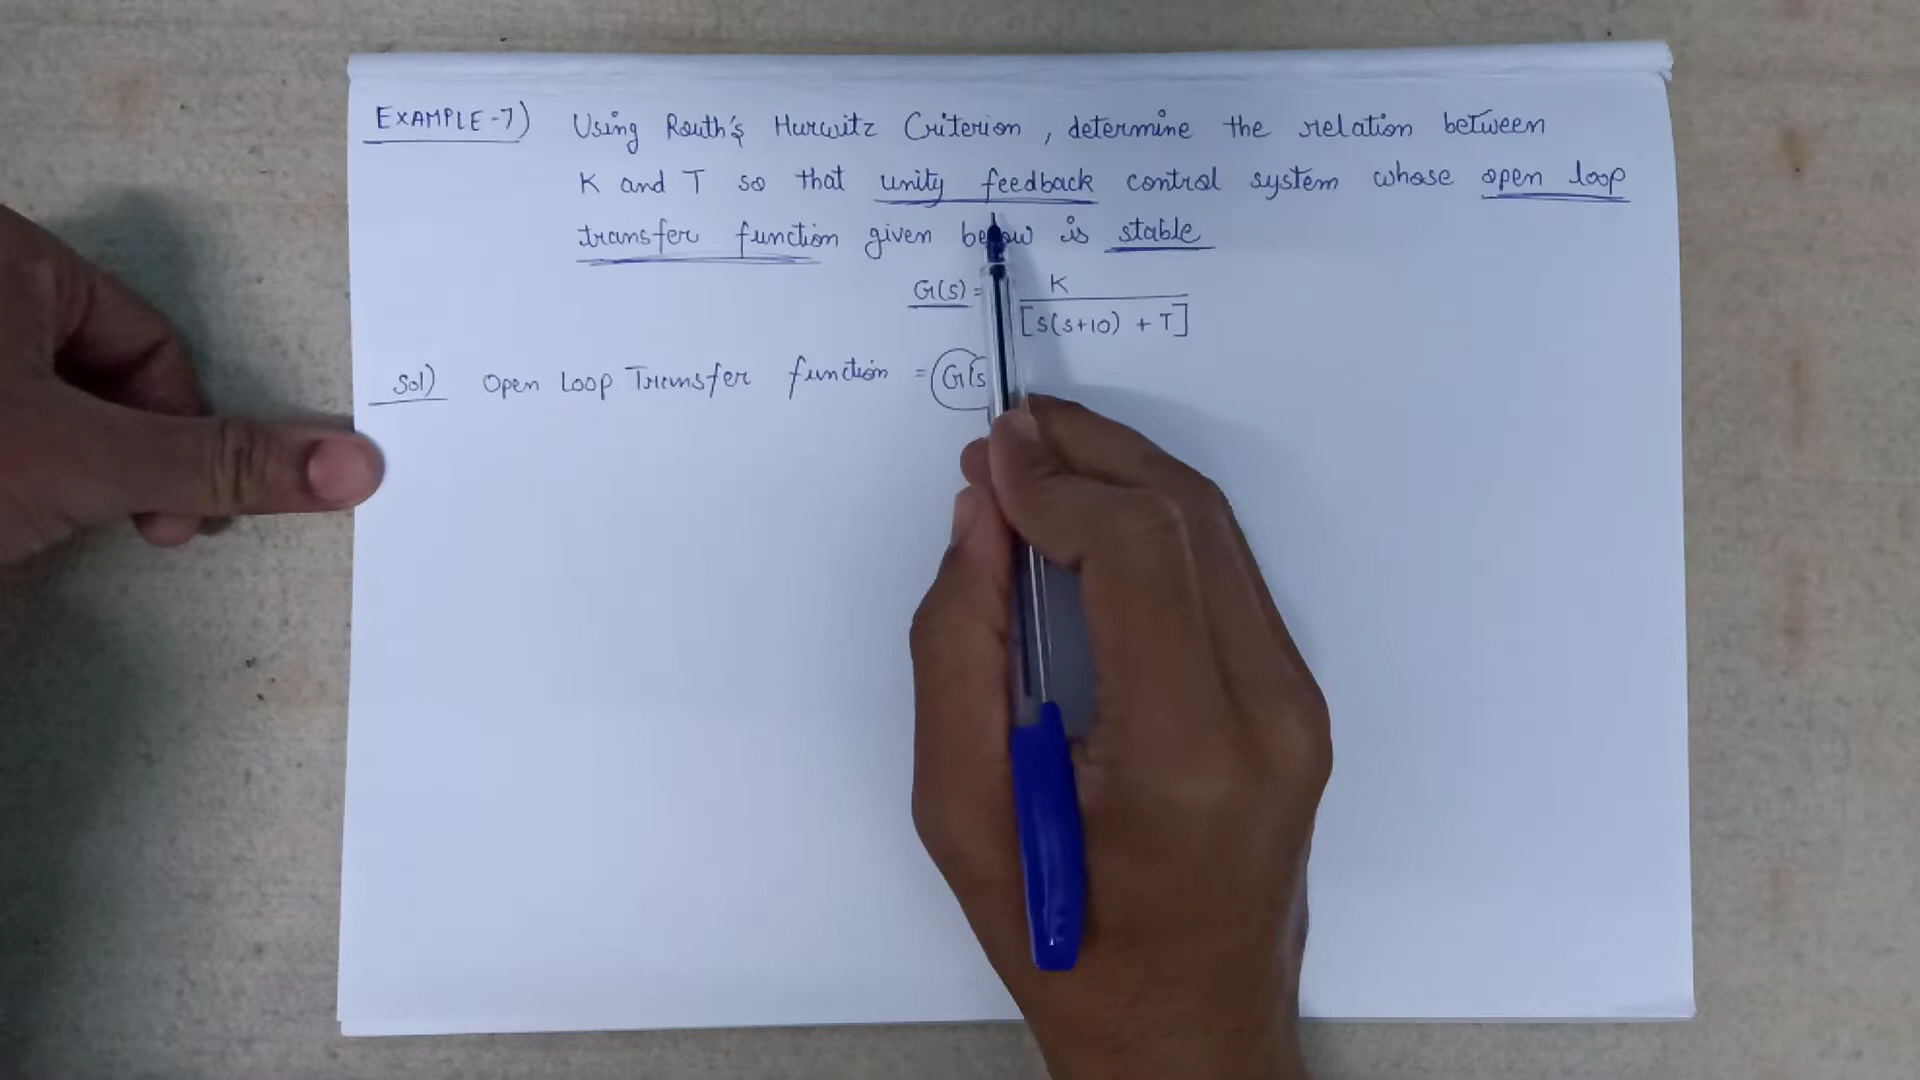 EXAMPLE-7) Using Routh's Hurwitz Criterion, determine the relation between
K and T so that unity feedback control system whose open loop
transfer function given below is stable
G(s) = K
[s(s+10) + T]
Sol) Open Loop Transfer function = G(s